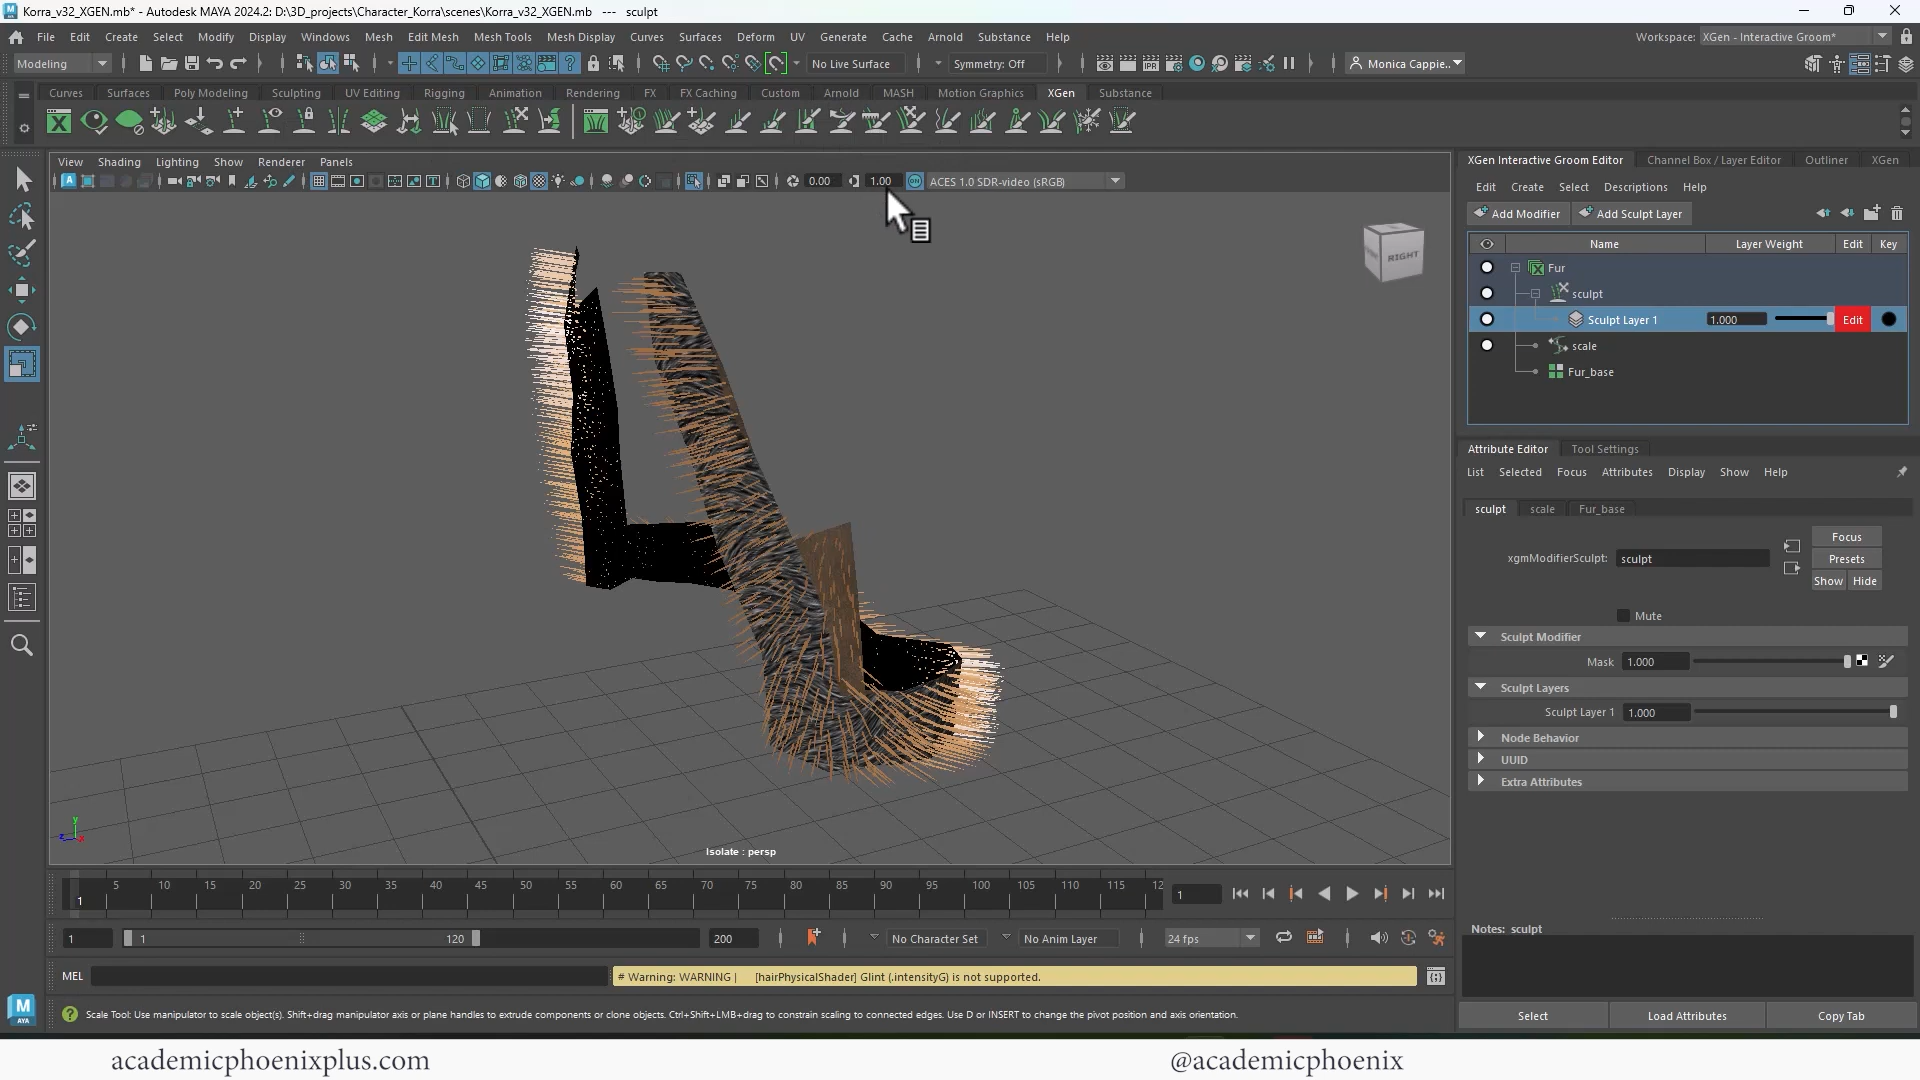 Korra_v32_XGEN.mb* - Autodesk MAYA 2024.2: D:\3D_projects\Character_Korra\scenes\Korra_v32_XGEN.mb   ---   sculpt
File Edit Create Select Modify Display Windows Mesh Edit Mesh Mesh Tools Mesh Display Curves Surfaces Deform UV Generate Cache Arnold Substance Help
Workspace: XGen - Interactive Groom*
Modeling
No Live Surface
Symmetry: Off
Monica Cappie..
Curves Surfaces Poly Modeling Sculpting UV Editing Rigging Animation Rendering FX FX Caching Custom Arnold MASH Motion Graphics XGen Substance
View Shading Lighting Show Renderer Panels
0.00 1.00 ACES 1.0 SDR-video (sRGB)
RIGHT
Isolate : persp
XGen Interactive Groom Editor Channel Box / Layer Editor Outliner XGen
Edit Create Select Descriptions Help
Add Modifier Add Sculpt Layer
Name Layer Weight Edit Key
Fur
sculpt
Sculpt Layer 1 1.000 Edit
scale
Fur_base
Attribute Editor Tool Settings
List Selected Focus Attributes Display Show Help
sculpt scale Fur_base
Focus
xgmModifierSculpt: sculpt
Presets
Show Hide
Mute
Sculpt Modifier
Mask 1.000
Sculpt Layers
Sculpt Layer 1 1.000
Node Behavior
UUID
Extra Attributes
Notes: sculpt
Select Load Attributes Copy Tab
5 10 15 20 25 30 35 40 45 50 55 60 65 70 75 80 85 90 95 100 105 110 115 12
1
1
1 1 120 200 No Character Set No Anim Layer 24 fps
MEL # Warning: WARNING | [hairPhysicalShader] Glint (.intensityG) is not supported.
Scale Tool: Use manipulator to scale object(s). Shift+drag manipulator axis or plane handles to extrude components or clone objects. Ctrl+Shift+LMB+drag to constrain scaling to connected edges. Use D or INSERT to change the pivot position and axis orientation.
academicphoenixplus.com @academicphoenix